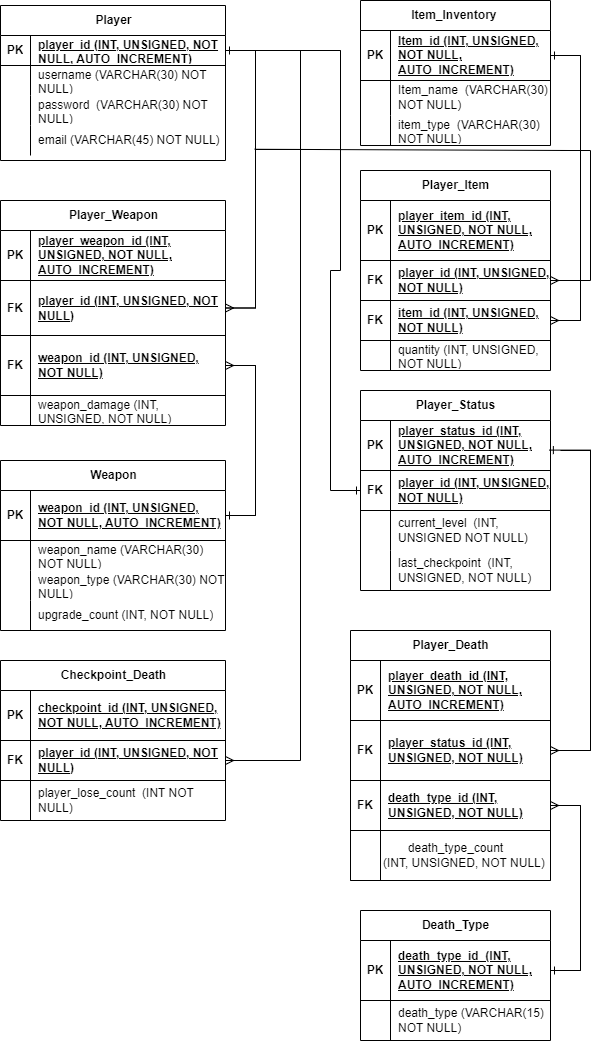 Player
PK
player_id (INT, UNSIGNED, NOT
NULL, AUTO_INCREMENT)
username (VARCHAR(30) NOT
NULL)
password  (VARCHAR(30) NOT
NULL)
email (VARCHAR(45) NOT NULL)
Player_Weapon
PK
player_weapon_id (INT,
UNSIGNED, NOT NULL,
AUTO_INCREMENT)
FK
player_id (INT, UNSIGNED, NOT
NULL)
FK
weapon_id (INT, UNSIGNED,
NOT NULL)
weapon_damage (INT,
UNSIGNED, NOT NULL)
Weapon
PK
weapon_id (INT, UNSIGNED,
NOT NULL, AUTO_INCREMENT)
weapon_name (VARCHAR(30)
NOT NULL)
weapon_type (VARCHAR(30) NOT
NULL)
upgrade_count (INT, NOT NULL)
Checkpoint_Death
PK
checkpoint_id (INT, UNSIGNED,
NOT NULL, AUTO_INCREMENT)
FK
player_id (INT, UNSIGNED, NOT
NULL)
player_lose_count  (INT NOT
NULL)
Item_Inventory
PK
Item_id (INT, UNSIGNED,
NOT NULL,
AUTO_INCREMENT)
Item_name  (VARCHAR(30)
NOT NULL)
item_type (VARCHAR(30)
NOT NULL)
Player_Item
PK
player_item_id (INT,
UNSIGNED, NOT NULL,
AUTO_INCREMENT)
FK
player_id (INT, UNSIGNED,
NOT NULL)
FK
item_id (INT, UNSIGNED,
NOT NULL)
quantity (INT, UNSIGNED,
NOT NULL)
Player_Status
PK
player_status_id (INT,
UNSIGNED, NOT NULL,
AUTO_INCREMENT)
FK
player_id (INT, UNSIGNED,
NOT NULL)
current_level  (INT,
UNSIGNED NOT NULL)
last_checkpoint  (INT,
UNSIGNED, NOT NULL)
Player_Death
PK
player_death_id (INT,
UNSIGNED, NOT NULL,
AUTO_INCREMENT)
FK
player_status_id (INT,
UNSIGNED, NOT NULL)
FK
death_type_id (INT,
UNSIGNED, NOT NULL)
death_type_count
(INT, UNSIGNED, NOT NULL)
Death_Type
PK
death_type_id  (INT,
UNSIGNED, NOT NULL,
AUTO_INCREMENT)
death_type (VARCHAR(15)
NOT NULL)